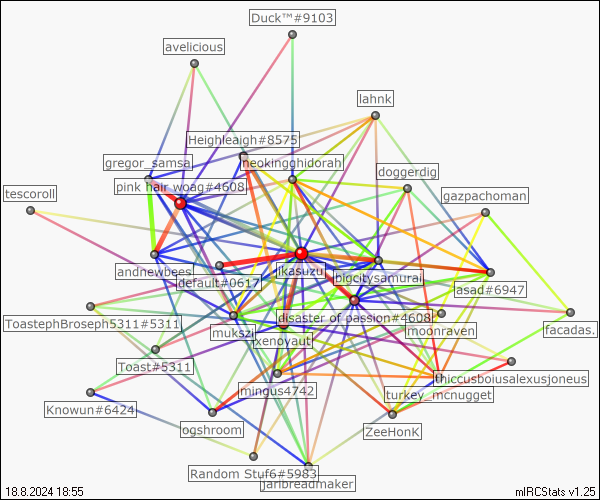 Duck™#9103
avelicious
lahnk
Heighleaigh#8575
gregor_samsa
neokingghidorah
doggerdig
pink hair woag#4608
tescoroll
gazpachoman
andnewbees
ikasuzu
bigcitysamurai
default#0617
asad#6947
ToastephBroseph5311#5311
mukszi
disaster of passion#4608
moonraven
facadas.
xenoyaut
Toast#5311
thiccusboiusalexusjoneus
mingus4742
turkey_mcnugget
Knowun#6424
ogshroom
ZeeHonK
Random Stuf6#5983
jaribreadmaker
18.8.2024 18:55
mIRCStats v1.25